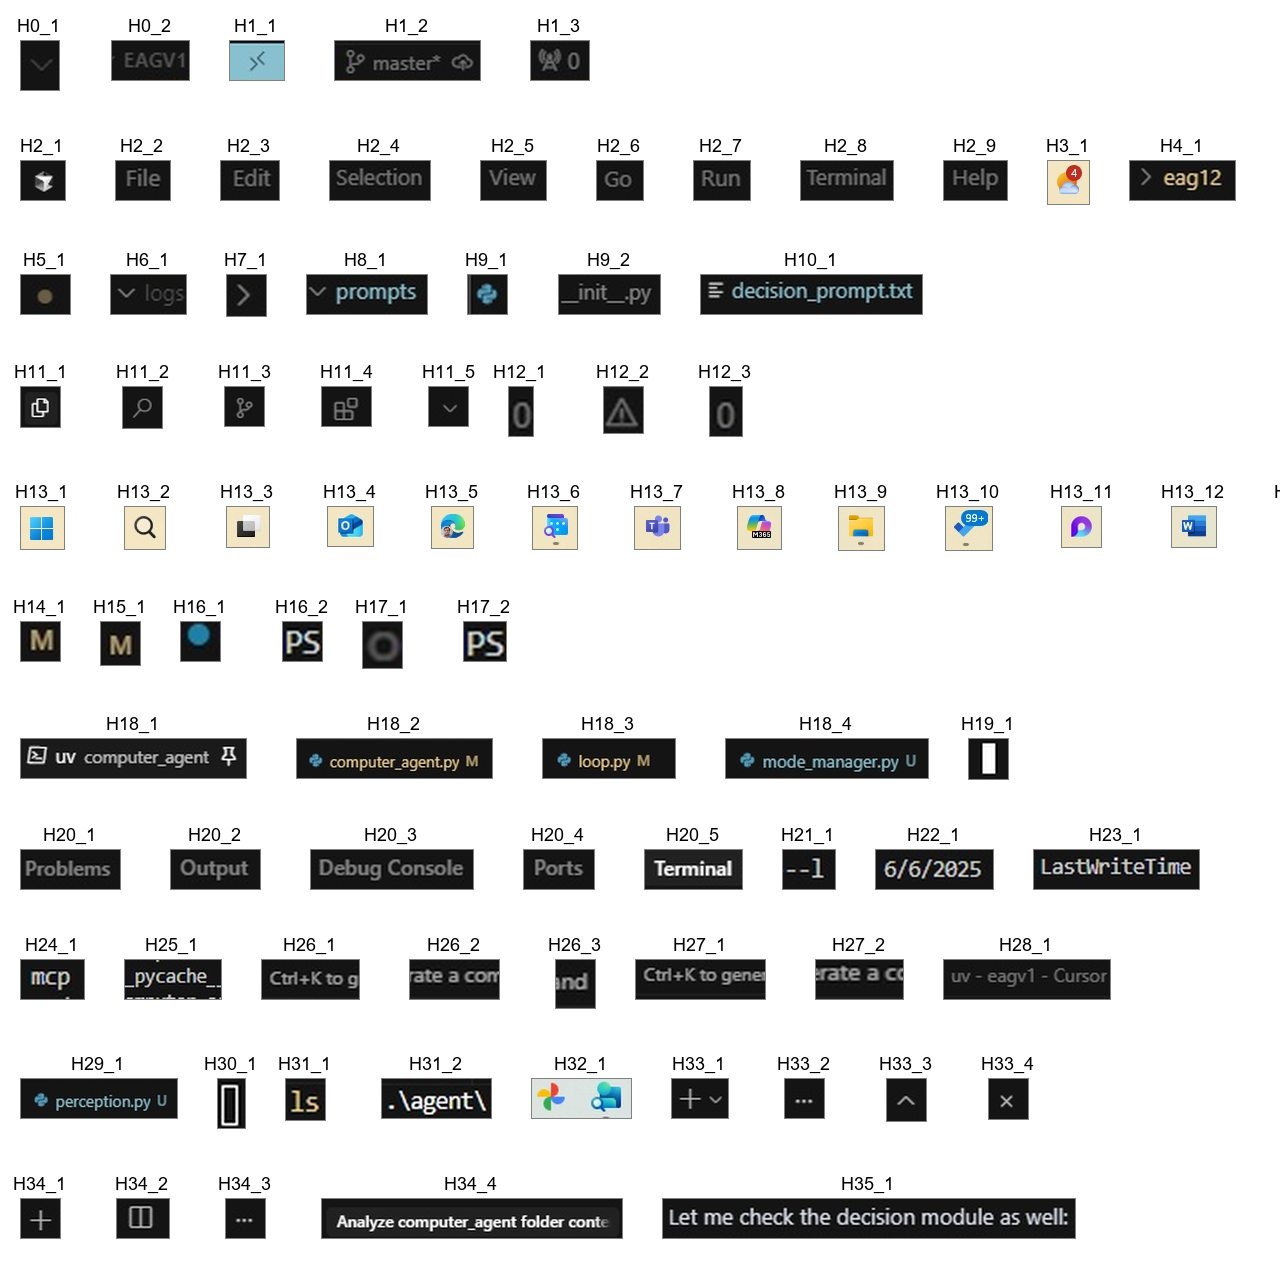 H0_1 H0_2 H1_1 H1_2 H1_3
EAGV1 master* 0
H2_1 H2_2 H2_3 H2_4 H2_5 H2_6 H2_7 H2_8 H2_9 H3_1 H4_1
File Edit Selection View Go Run Terminal Help 4 eag12
H5_1 H6_1 H7_1 H8_1 H9_1 H9_2 H10_1
logs prompts __init__.py decision_prompt.txt
H11_1 H11_2 H11_3 H11_4 H11_5 H12_1 H12_2 H12_3
0 0
H13_1 H13_2 H13_3 H13_4 H13_5 H13_6 H13_7 H13_8 H13_9 H13_10 H13_11 H13_12 H
O T M365 99+ W
H14_1 H15_1 H16_1 H16_2 H17_1 H17_2
M M PS PS
H18_1 H18_2 H18_3 H18_4 H19_1
uv computer_agent computer_agent.py M loop.py M mode_manager.py U
H20_1 H20_2 H20_3 H20_4 H20_5 H21_1 H22_1 H23_1
Problems Output Debug Console Ports Terminal --l 6/6/2025 LastWriteTime
H24_1 H25_1 H26_1 H26_2 H26_3 H27_1 H27_2 H28_1
mcp _pycache_ Ctrl+K to g rate a com and Ctrl+K to gener erate a co uv - eagv1 - Cursor
H29_1 H30_1 H31_1 H31_2 H32_1 H33_1 H33_2 H33_3 H33_4
perception.py U ls .\agent\
H34_1 H34_2 H34_3 H34_4 H35_1
Analyze computer_agent folder conte Let me check the decision module as well: